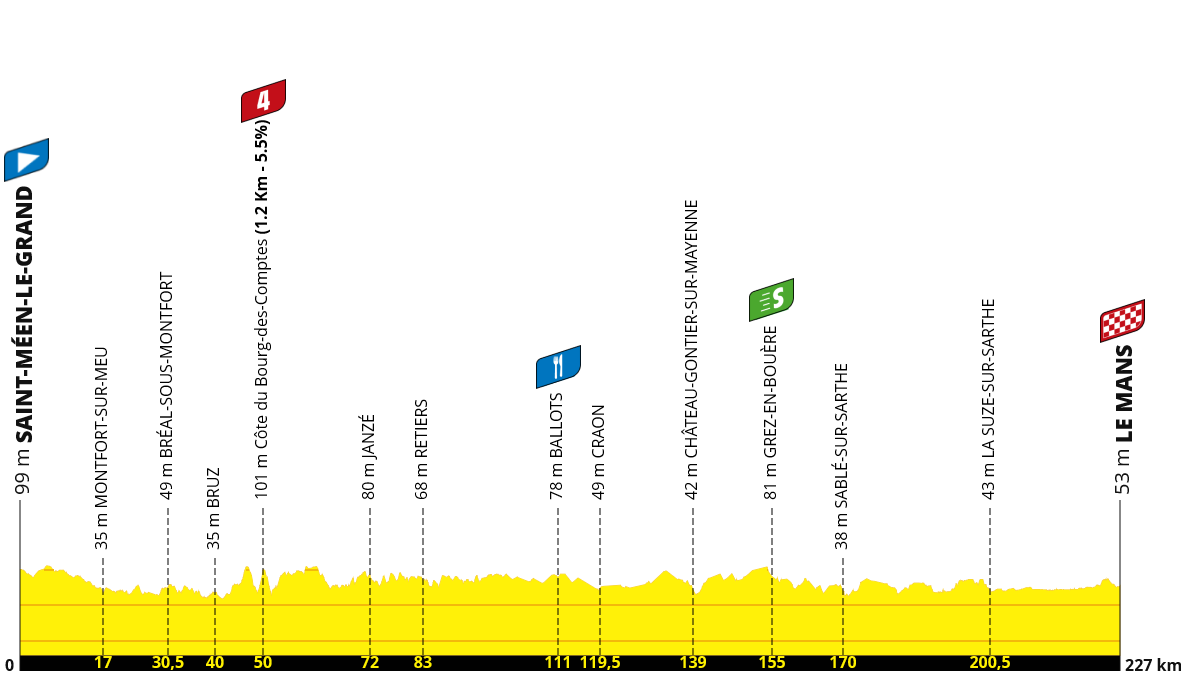 99 m SAINT-MÉEN-LE-GRAND
35 m MONTFORT-SUR-MEU
49 m BRÉAL-SOUS-MONTFORT
35 m BRUZ
4
101 m Côte du Bourg-des-Comptes (1.2 Km - 5.5%)
80 m JANZÉ
68 m RETIERS
78 m BALLOTS
49 m CRAON
42 m CHÂTEAU-GONTIER-SUR-MAYENNE
S
81 m GREZ-EN-BOUÈRE
38 m SABLÉ-SUR-SARTHE
43 m LA SUZE-SUR-SARTHE
53 m LE MANS
0 17 30,5 40 50 72 83 111 119,5 139 155 170 200,5 227 km